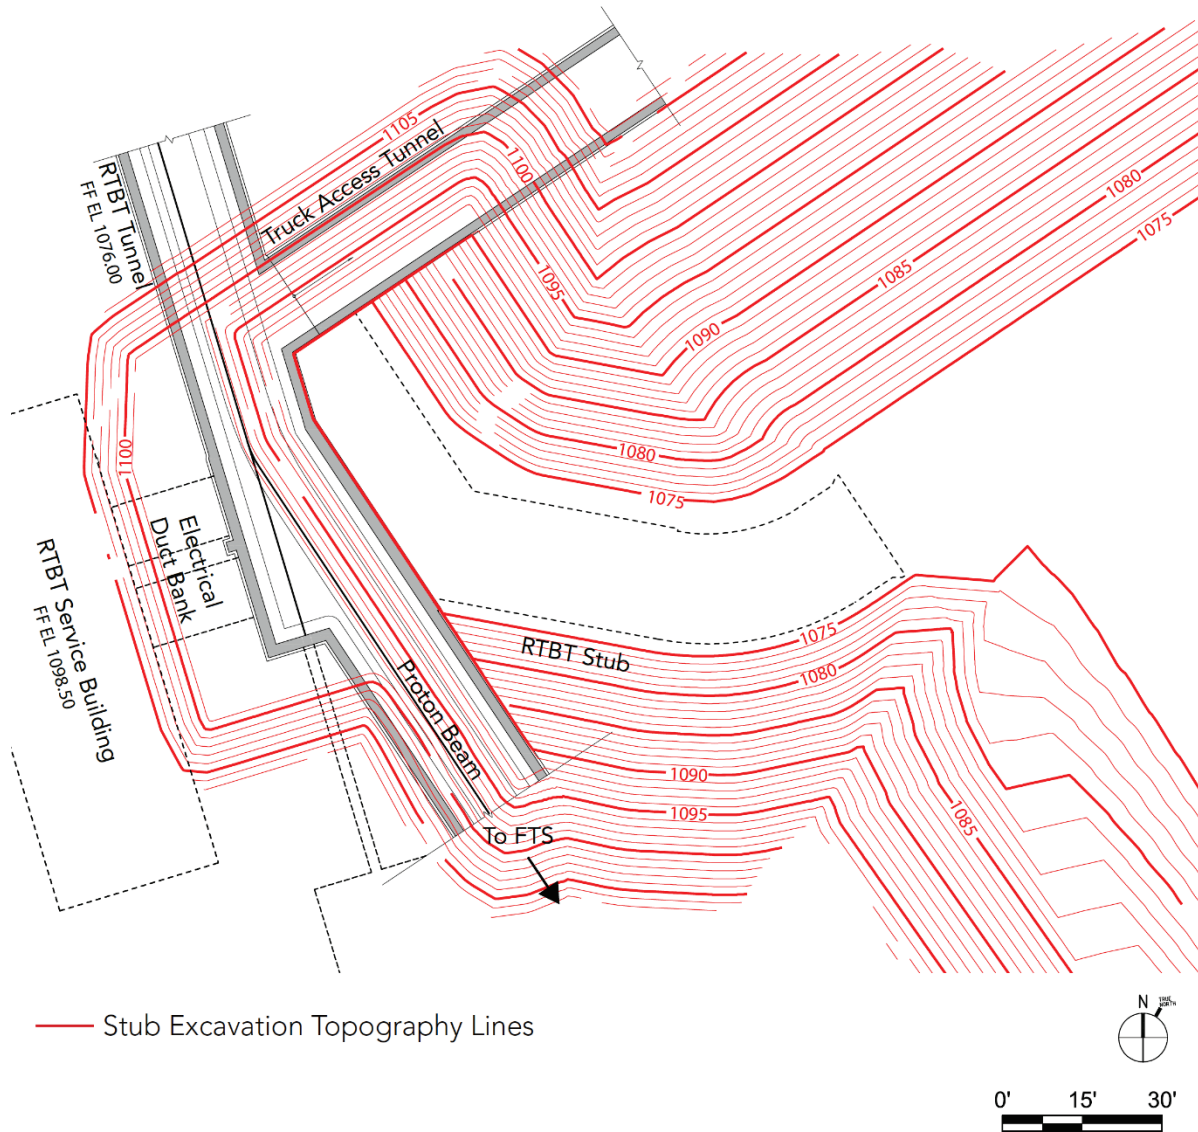 1105
Truck Access Tunnel
1100
RTBT Tunnel
FF EL 1076.00
1080
1075
1095
1085
1090
1100
1080
1075
Electrical
Duct Bank
RTBT Service Building
FF EL 1098.50
RTBT Stub
1075
1080
Proton Beam
1090
1095
1085
To FTS
Stub Excavation Topography Lines
N
TRUE
NORTH
0' 15' 30'